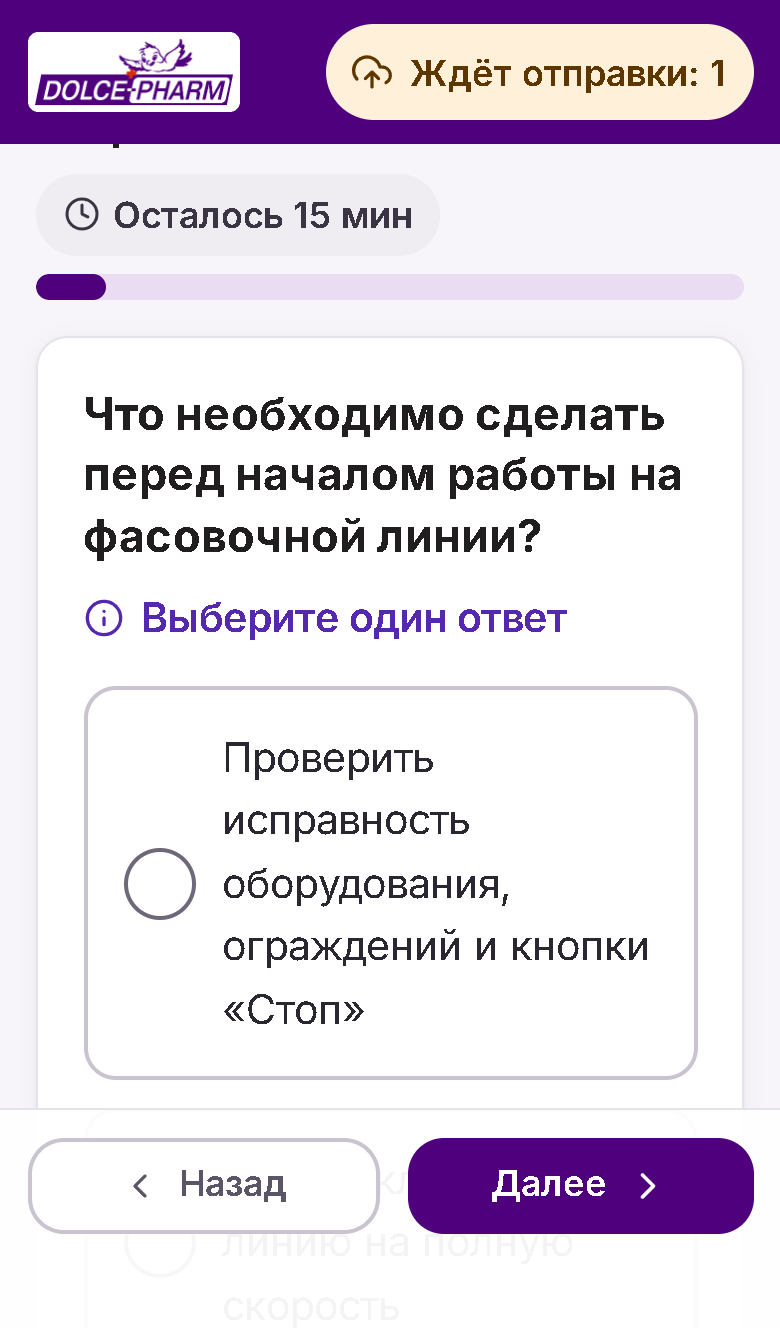 DOLCE-PHARM
Ждёт отправки: 1
Осталось 15 мин
Что необходимо сделать
перед началом работы на
фасовочной линии?
Выберите один ответ
Проверить
исправность
оборудования,
ограждений и кнопки
«Стоп»
Назад
Далее
линию на полную
скорость